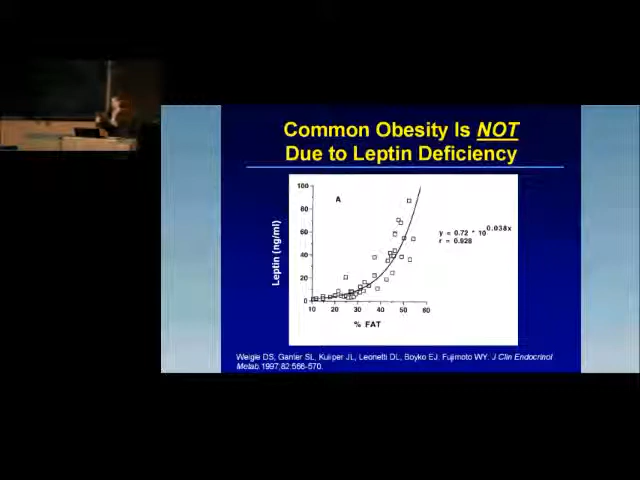 Common Obesity Is NOT
Due to Leptin Deficiency
100
80
60
40
20
0
A
y = 0.72 * 10^0.038x
r = 0.928
Leptin (ng/ml)
10 20 30 40 50 60
% FAT
Weigle DS, Ganter SL, Kuijper JL, Leonetti DL, Boyko EJ, Fujimoto WY. J Clin Endocrinol
Metab 1997;82:566-570.